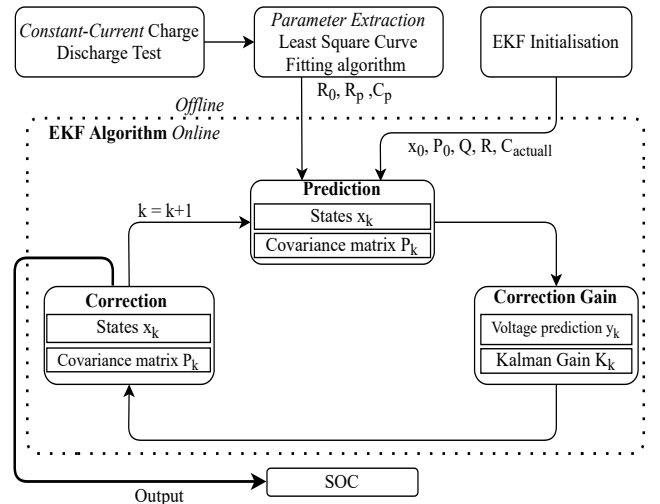 Constant-Current Charge
Discharge Test
Parameter Extraction
Least Square Curve
Fitting algorithm
EKF Initialisation
R0, Rp ,Cp
Offline
EKF Algorithm Online
x0, P0, Q, R, Cactuall
Prediction
States xk
Covariance matrix Pk
k = k+1
Correction
States xk
Covariance matrix Pk
Correction Gain
Voltage prediction yk
Kalman Gain Kk
SOC
Output